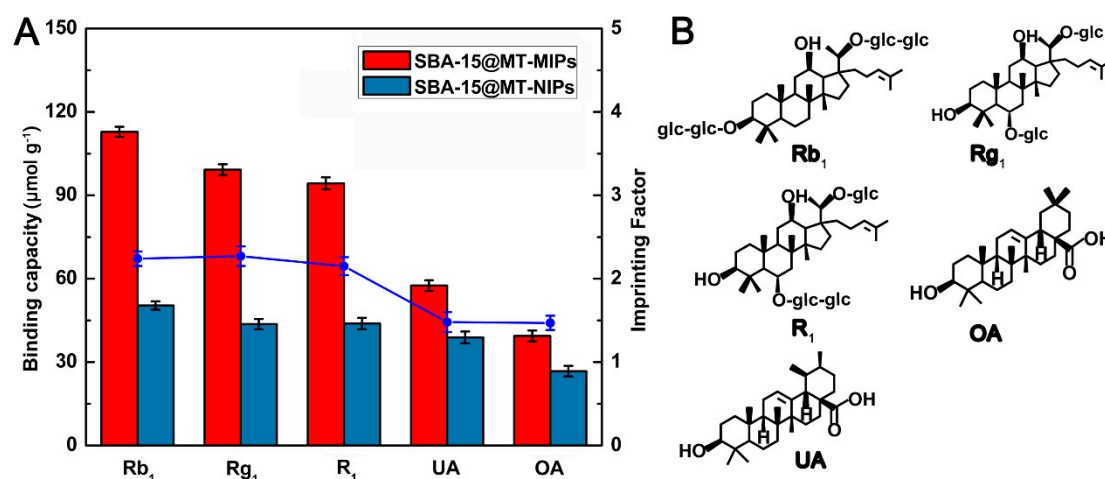 A
Binding capacity (μmol g⁻¹)
150
120
90
60
30
0
SBA-15@MT-MIPs
SBA-15@MT-NIPs
5
4
3
2
1
0
Imprinting Factor
Rb₁
Rg₁
R₁
UA
OA
B
OH
O-glc-glc
glc-glc-O
Rb₁
OH
O-glc
HO
O-glc
Rg₁
OH
O-glc
HO
O-glc-glc
R₁
H
H
OH
O
HO
OA
H
H
OH
O
HO
UA